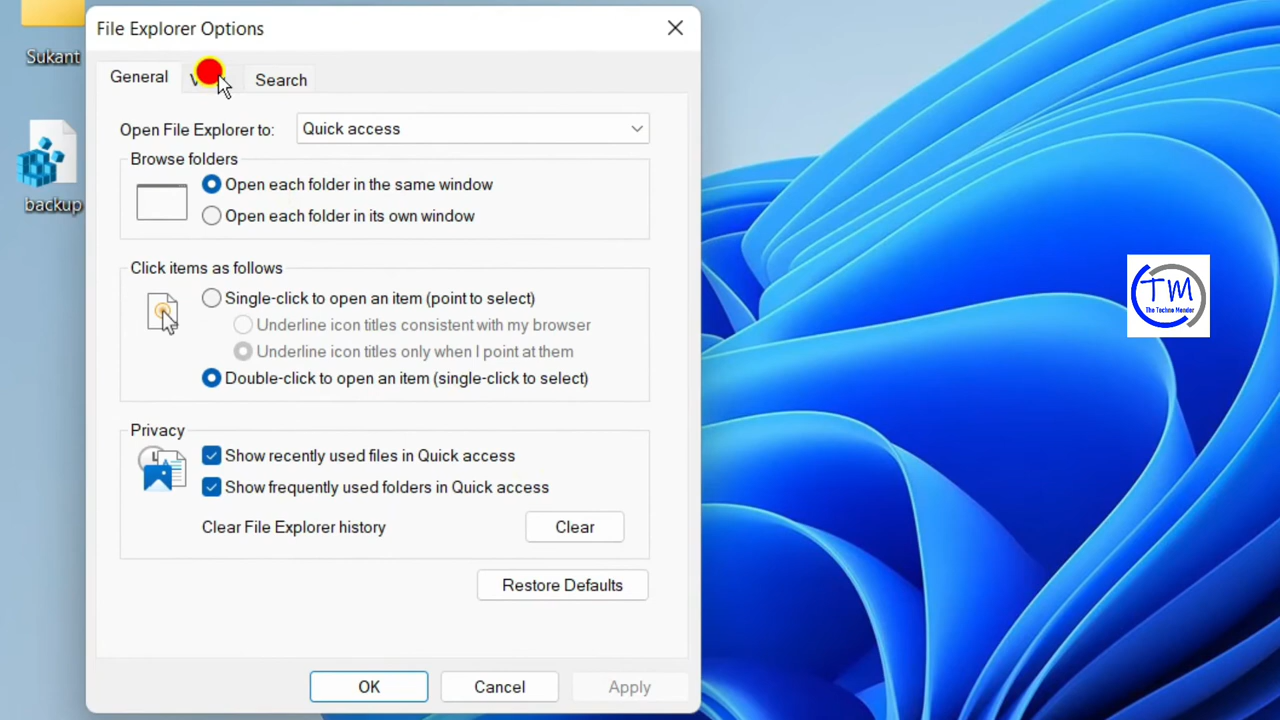 Sukant
backup
File Explorer Options
General
Search
Open File Explorer to:
Quick access
Browse folders
Open each folder in the same window
Open each folder in its own window
Click items as follows
Single-click to open an item (point to select)
Underline icon titles consistent with my browser
Underline icon titles only when I point at them
Double-click to open an item (single-click to select)
Privacy
Show recently used files in Quick access
Show frequently used folders in Quick access
Clear File Explorer history
Clear
Restore Defaults
OK
Cancel
Apply
TM
The Techno Mender